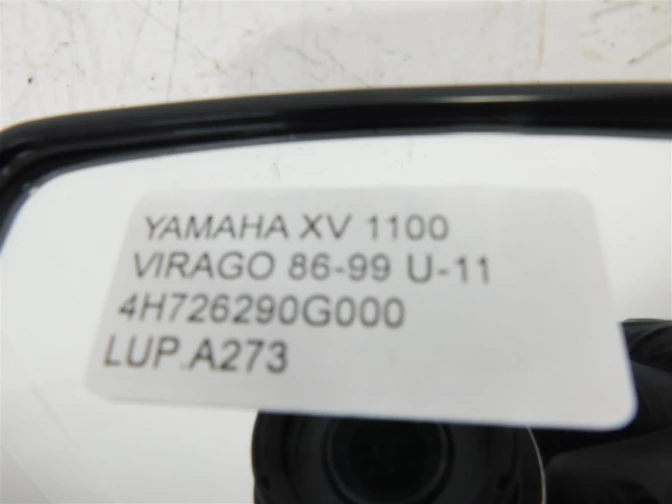 YAMAHA XV 1100
VIRAGO 86-99 U-11
4H726290G000
LUP.A273